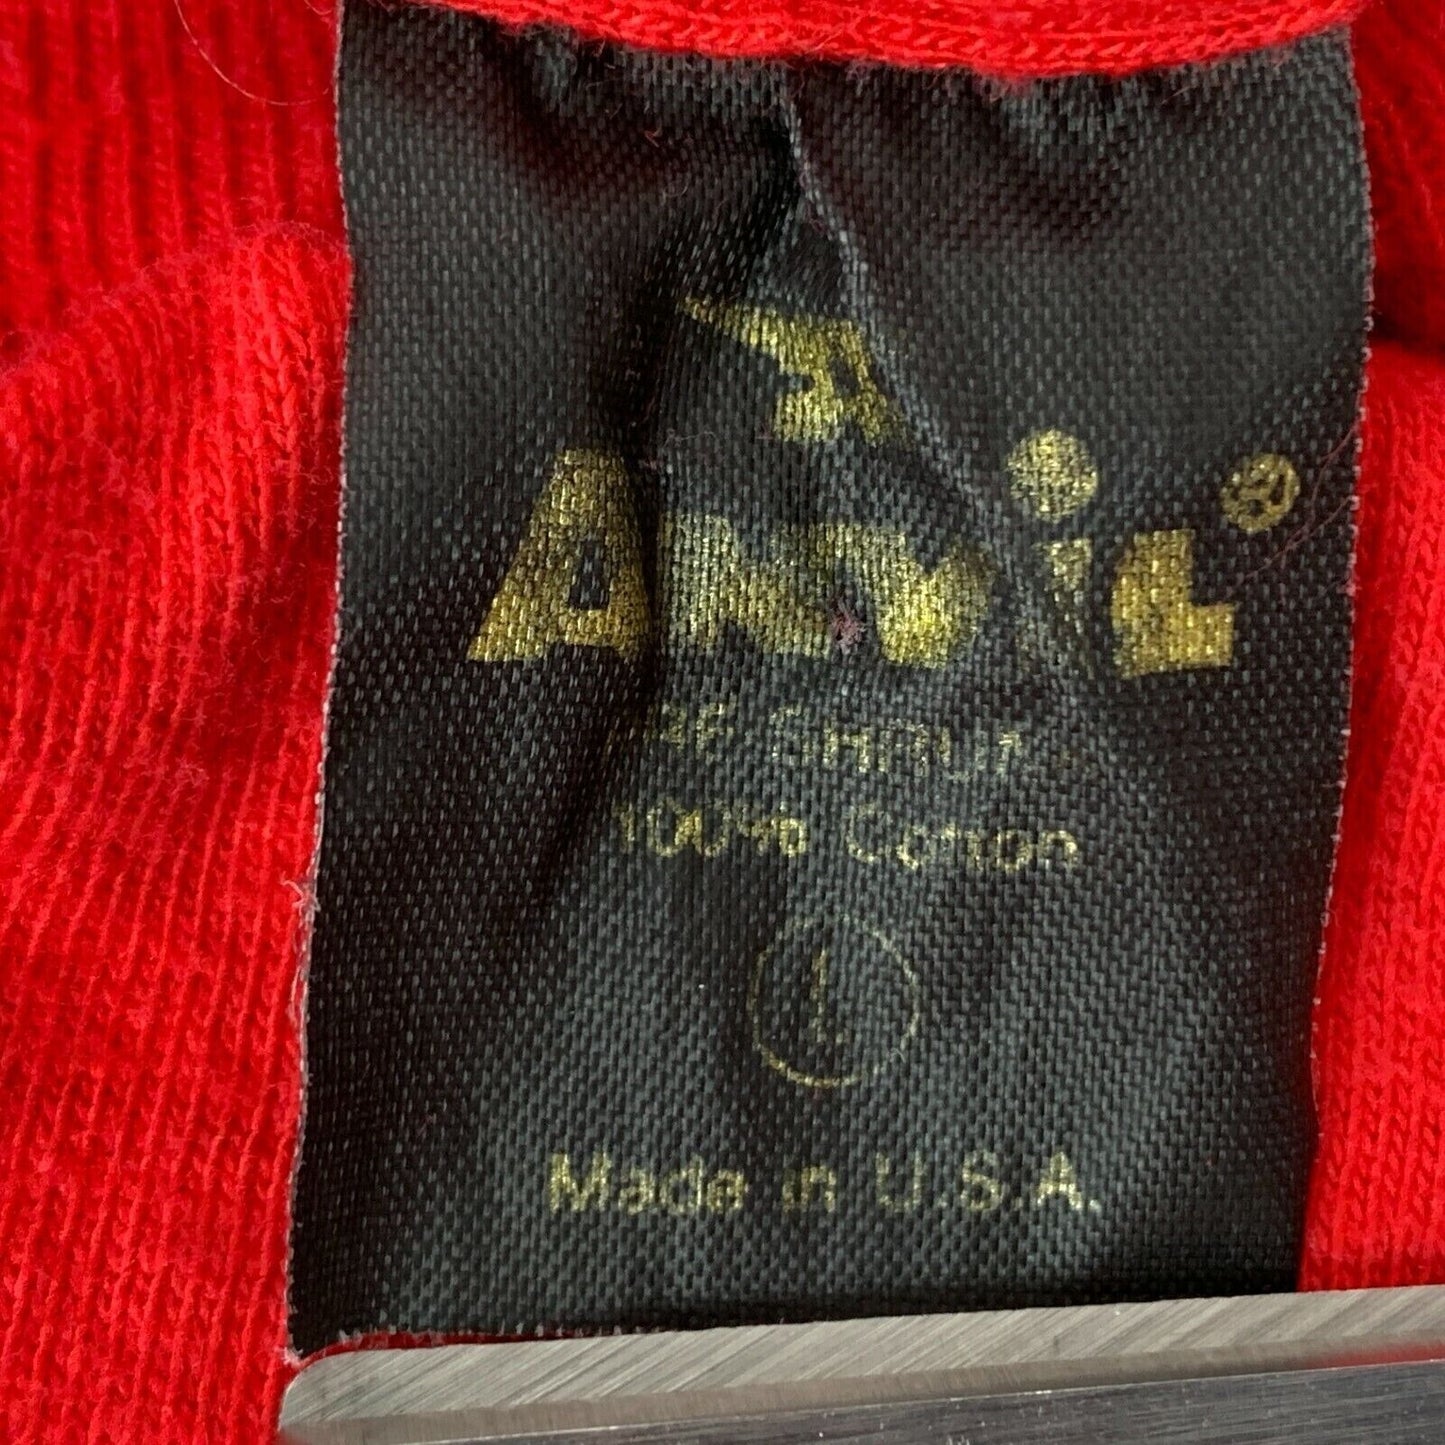 Anvil®
100% Cotton
L
Made in U.S.A.